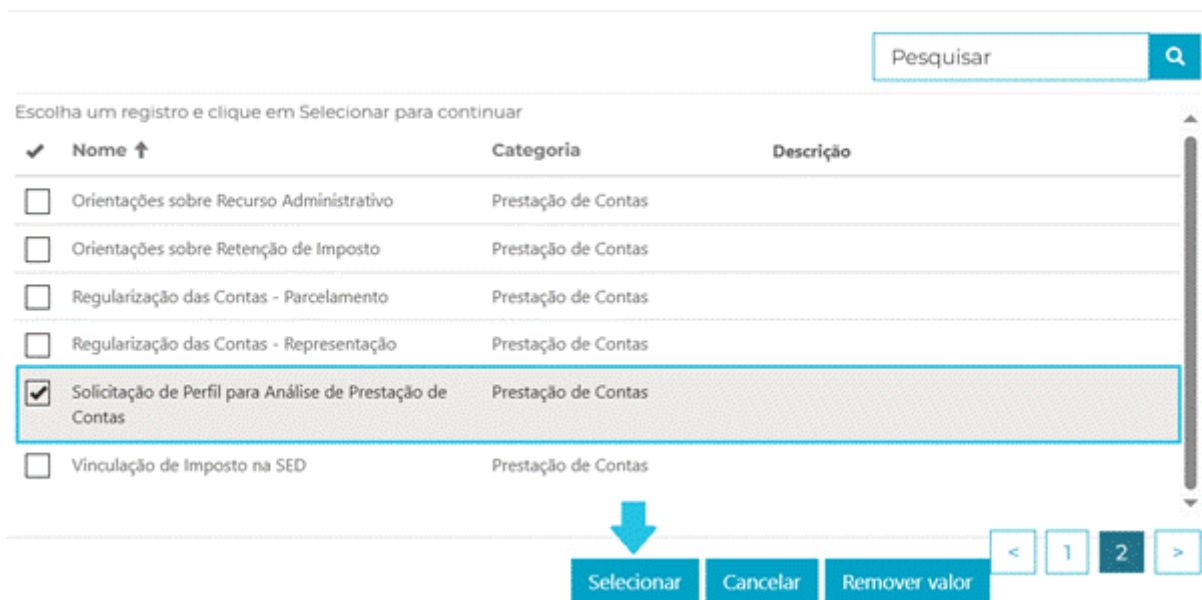 Pesquisar
Escolha um registro e clique em Selecionar para continuar
Nome Categoria Descrição
Orientações sobre Recurso Administrativo Prestação de Contas
Orientações sobre Retenção de Imposto Prestação de Contas
Regularização das Contas - Parcelamento Prestação de Contas
Regularização das Contas - Representação Prestação de Contas
Solicitação de Perfil para Análise de Prestação de Prestação de Contas
Contas
Vinculação de Imposto na SED Prestação de Contas
< 1 2 >
Selecionar Cancelar Remover valor